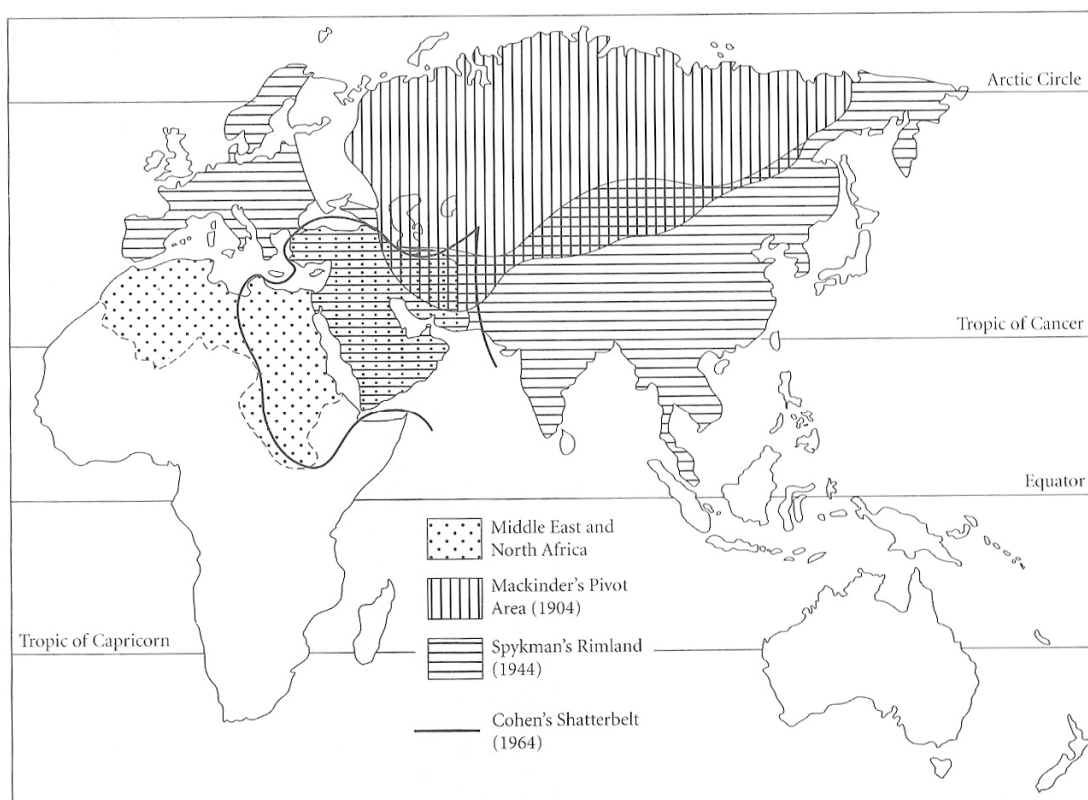 Arctic Circle
Tropic of Cancer
Equator
Middle East and
North Africa
Mackinder's Pivot
Area (1904)
Tropic of Capricorn
Spykman's Rimland
(1944)
Cohen's Shatterbelt
(1964)